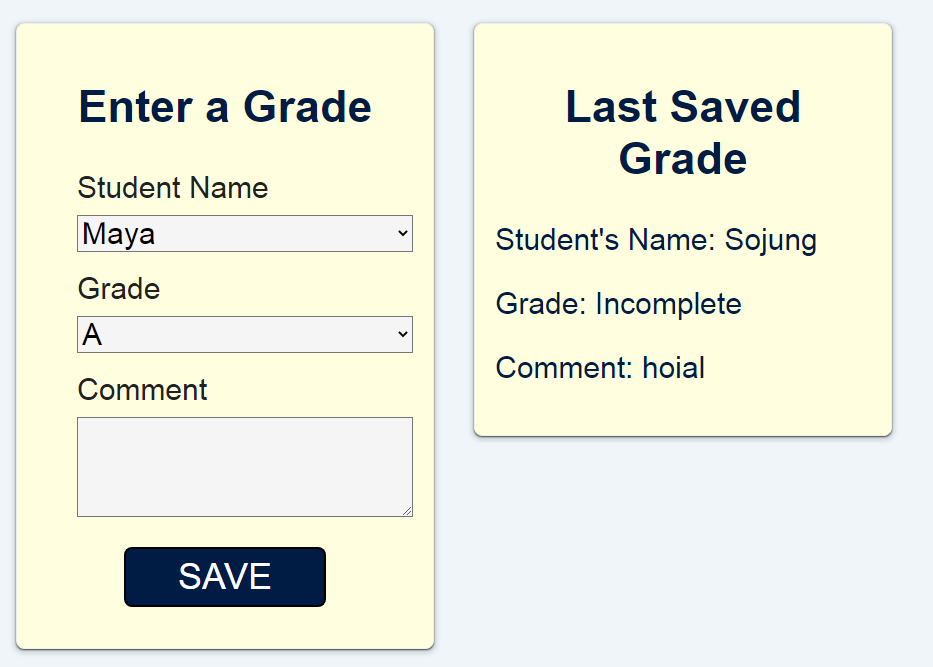 Enter a Grade
Student Name
Maya
Grade
A
Comment
SAVE
Last Saved
Grade
Student's Name: Sojung
Grade: Incomplete
Comment: hoial